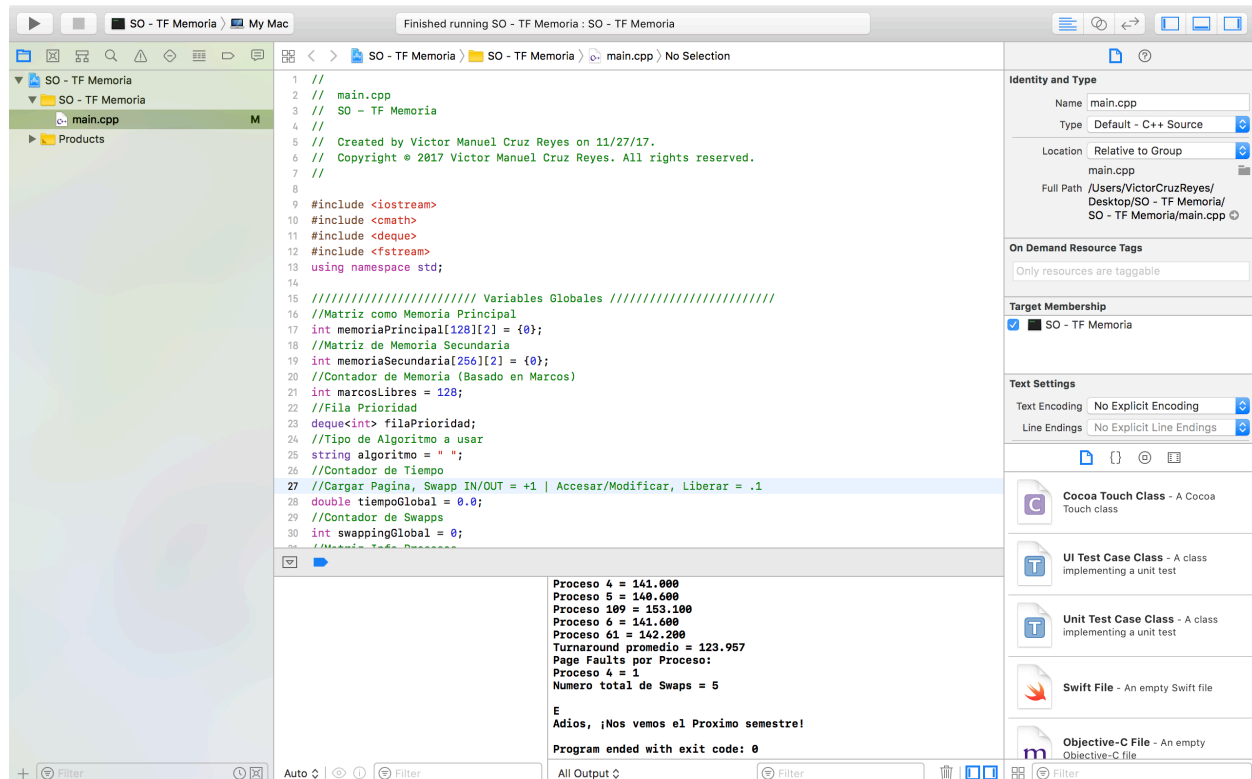 SO - TF Memoria 〉 My Mac
Finished running SO - TF Memoria : SO - TF Memoria
SO - TF Memoria
SO - TF Memoria
main.cpp M
Products
Filter
SO - TF Memoria 〉 SO - TF Memoria 〉 main.cpp 〉 No Selection
1 //
2 //  main.cpp
3 //  SO – TF Memoria
4 //
5 //  Created by Victor Manuel Cruz Reyes on 11/27/17.
6 //  Copyright © 2017 Victor Manuel Cruz Reyes. All rights reserved.
7 //
8
9 #include <iostream>
10 #include <cmath>
11 #include <deque>
12 #include <fstream>
13 using namespace std;
14
15 ///////////////////////// Variables Globales /////////////////////////
16 //Matriz como Memoria Principal
17 int memoriaPrincipal[128][2] = {0};
18 //Matriz de Memoria Secundaria
19 int memoriaSecundaria[256][2] = {0};
20 //Contador de Memoria (Basado en Marcos)
21 int marcosLibres = 128;
22 //Fila Prioridad
23 deque<int> filaPrioridad;
24 //Tipo de Algoritmo a usar
25 string algoritmo = " ";
26 //Contador de Tiempo
27 //Cargar Pagina, Swapp IN/OUT = +1 | Accesar/Modificar, Liberar = .1
28 double tiempoGlobal = 0.0;
29 //Contador de Swapps
30 int swappingGlobal = 0;
Auto
Filter
Proceso 4 = 141.000
Proceso 5 = 140.600
Proceso 109 = 153.100
Proceso 6 = 141.600
Proceso 61 = 142.200
Turnaround promedio = 123.957
Page Faults por Proceso:
Proceso 4 = 1
Numero total de Swaps = 5
E
Adios, ¡Nos vemos el Proximo semestre!
Program ended with exit code: 0
All Output
Filter
Identity and Type
Name main.cpp
Type Default - C++ Source
Location Relative to Group
main.cpp
Full Path /Users/VictorCruzReyes/
Desktop/SO - TF Memoria/
SO - TF Memoria/main.cpp
On Demand Resource Tags
Only resources are taggable
Target Membership
SO - TF Memoria
Text Settings
Text Encoding No Explicit Encoding
Line Endings No Explicit Line Endings
{}
C
Cocoa Touch Class - A Cocoa
Touch class
T
UI Test Case Class - A class
implementing a unit test
T
Unit Test Case Class - A class
implementing a unit test
Swift File - An empty Swift file
m
Objective-C File - An empty
Objective-C file
Filter